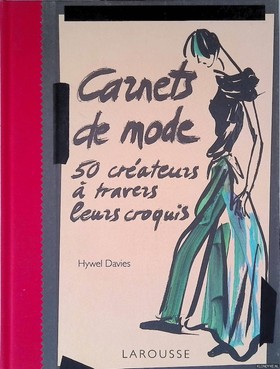 Carnets
de mode
50 créateurs
à travers
leurs croquis
Hywel Davies
LAROUSSE